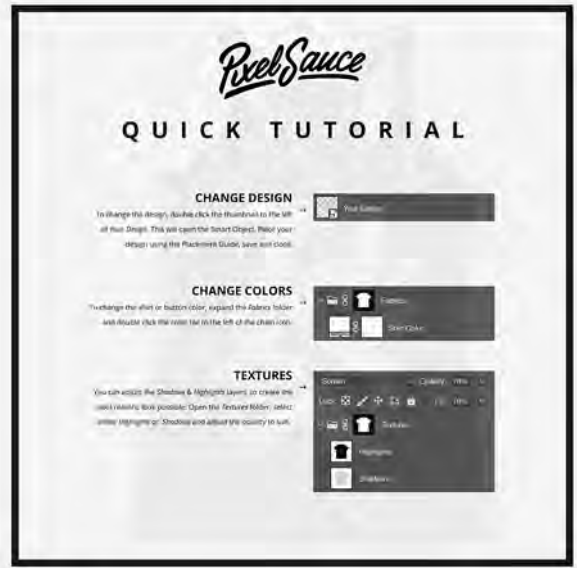 PixelSauce
QUICK TUTORIAL
CHANGE DESIGN
To change the design, double click the thumbnail to the left
of Your Design. This will open the Smart Object. Place your
design using the Placement Guide, save and close.
Your Design
CHANGE COLORS
To change the shirt or button color, expand the Fabrics folder
and double click the color tile to the left of the chain icon.
Fabrics
Shirt Color
TEXTURES
You can adjust the Shadow & Highlights layers, to create the
most realistic look possible. Open the Textures folder, select
either Highlights or Shadows and adjust the opacity to suit.
Screen Opacity:
Lock:
Textures
Highlights
Shadows